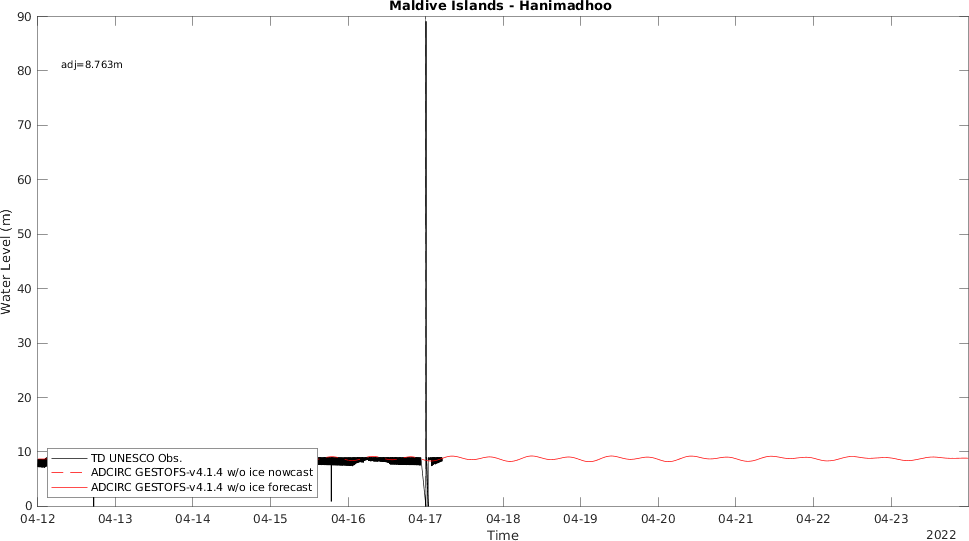 Maldive Islands - Hanimadhoo
90
adj=8.763m
80
70
60
50
40
30
20
10
0
Water Level (m)
TD UNESCO Obs.
ADCIRC GESTOFS-v4.1.4 w/o ice nowcast
ADCIRC GESTOFS-v4.1.4 w/o ice forecast
04-12 04-13 04-14 04-15 04-16 04-17 04-18 04-19 04-20 04-21 04-22 04-23
Time
2022